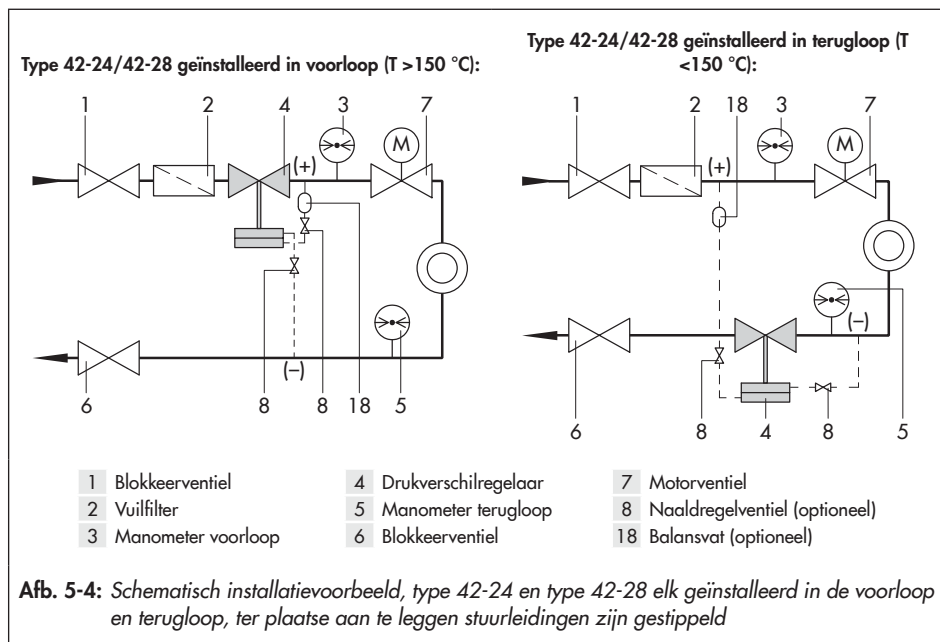 Type 42-24/42-28 geïnstalleerd in voorloop (T >150 °C):
1 2 4 3 7
(+)
M
8 8 18 5
6
(–)
Type 42-24/42-28 geïnstalleerd in terugloop (T
<150 °C):
1 2 18 3 7
(+)
M
(–)
6 8 4 8 5
1 Blokkeerventiel
2 Vuilfilter
3 Manometer voorloop
4 Drukverschilregelaar
5 Manometer terugloop
6 Blokkeerventiel
7 Motorventiel
8 Naaldregelventiel (optioneel)
18 Balansvat (optioneel)
Afb. 5-4: Schematisch installatievoorbeeld, type 42-24 en type 42-28 elk geïnstalleerd in de voorloop
en terugloop, ter plaatse aan te leggen stuurleidingen zijn gestippeld